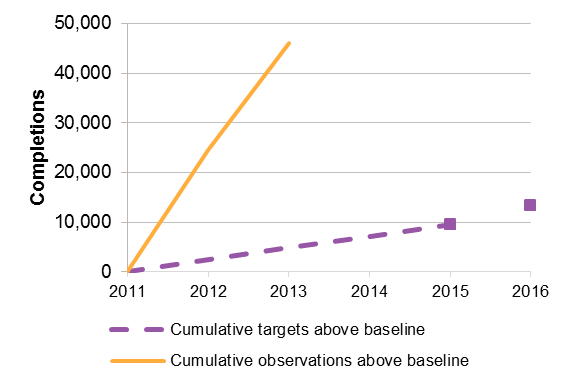 50,000
40,000
30,000
20,000
10,000
0
Completions
2011 2012 2013 2014 2015 2016
Cumulative targets above baseline
Cumulative observations above baseline